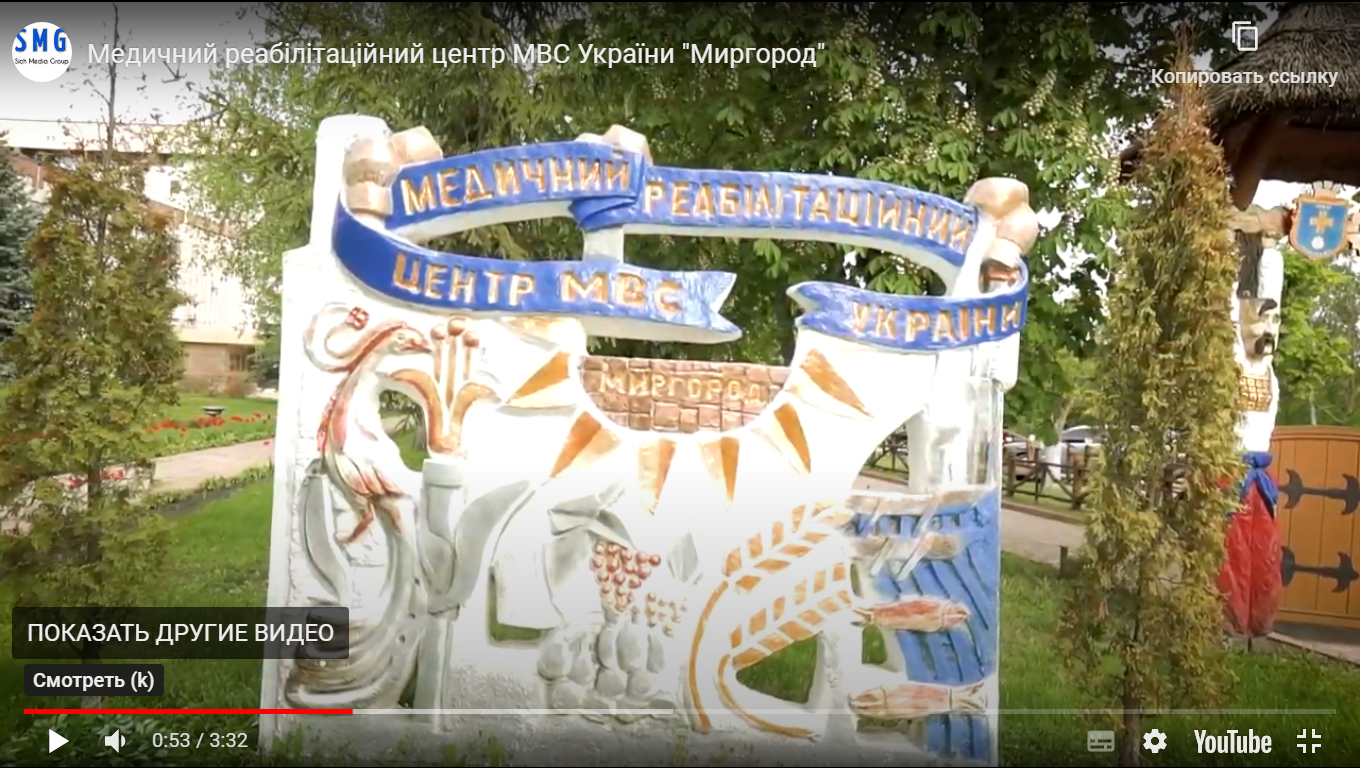 SMG
Sich Media Group
Медичний реабілітаційний центр МВС України "Миргород"
Копировать ссылку
МЕДИЧНИЙ РЕАБІЛІТАЦІЙНИЙ
ЦЕНТР МВС УКРАЇНИ
МИРГОРОД
ПОКАЗАТЬ ДРУГИЕ ВИДЕО
Смотреть (k)
0:53 / 3:32
YouTube